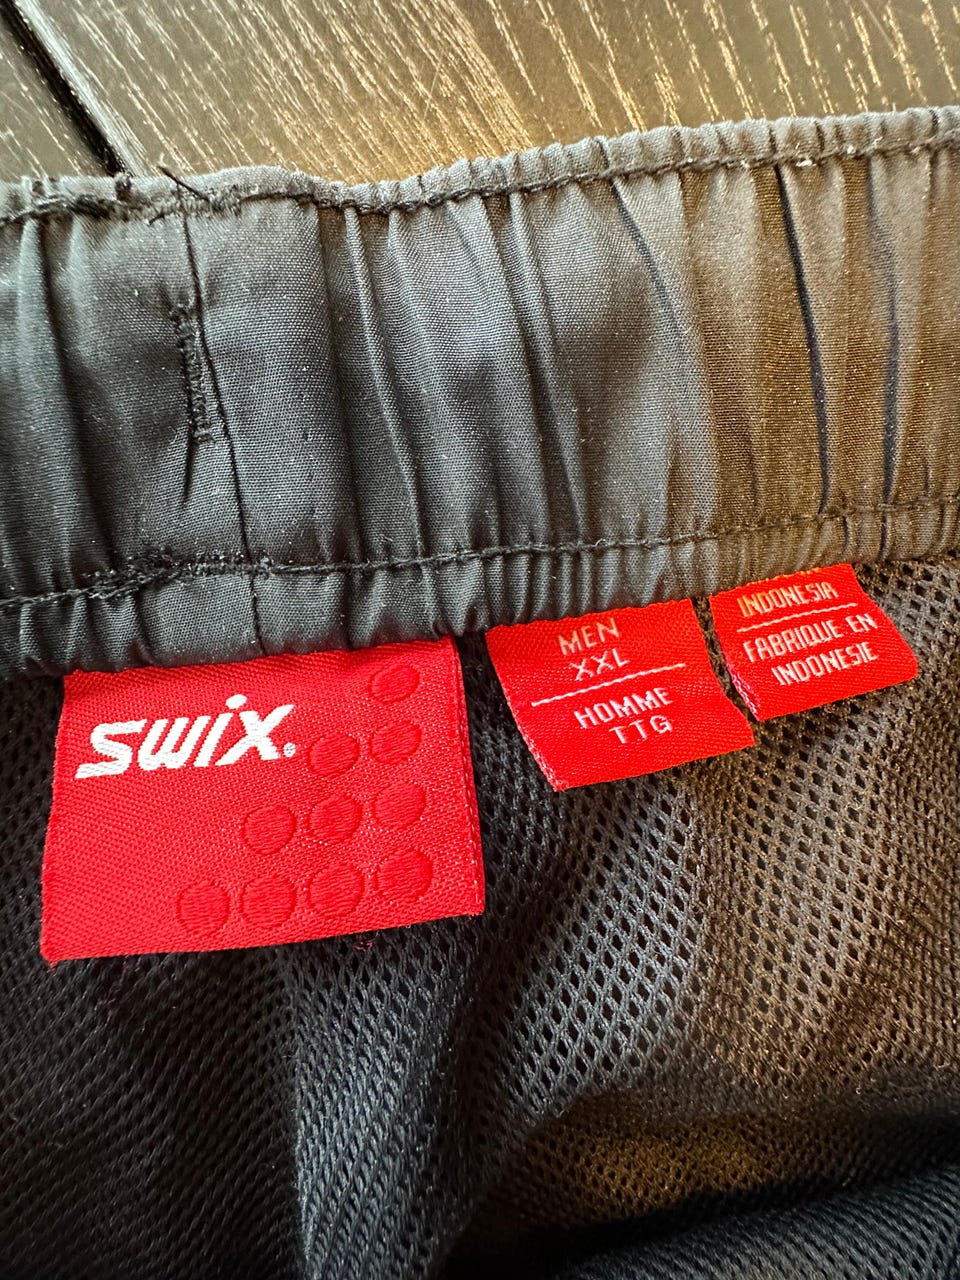 swix.
MEN
XXL
HOMME
TTG
INDONESIA
FABRIQUE EN
INDONESIE